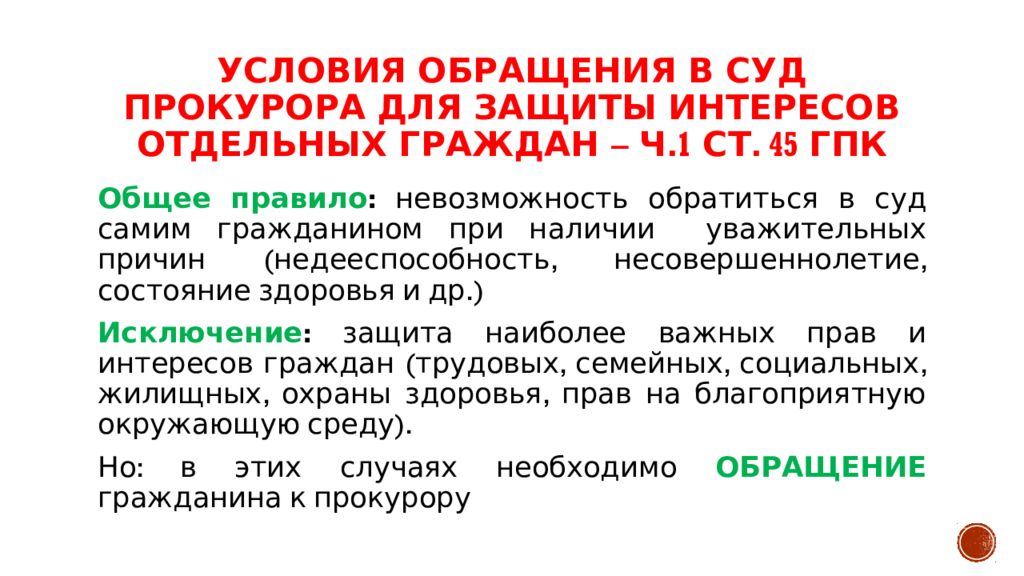 УСЛОВИЯ ОБРАЩЕНИЯ В СУД
ПРОКУРОРА ДЛЯ ЗАЩИТЫ ИНТЕРЕСОВ
ОТДЕЛЬНЫХ ГРАЖДАН – Ч.1 СТ. 45 ГПК
Общее правило: невозможность обратиться в суд
самим гражданином при наличии уважительных
причин (недееспособность, несовершеннолетие,
состояние здоровья и др.)
Исключение: защита наиболее важных прав и
интересов граждан (трудовых, семейных, социальных,
жилищных, охраны здоровья, прав на благоприятную
окружающую среду).
Но: в этих случаях необходимо ОБРАЩЕНИЕ
гражданина к прокурору